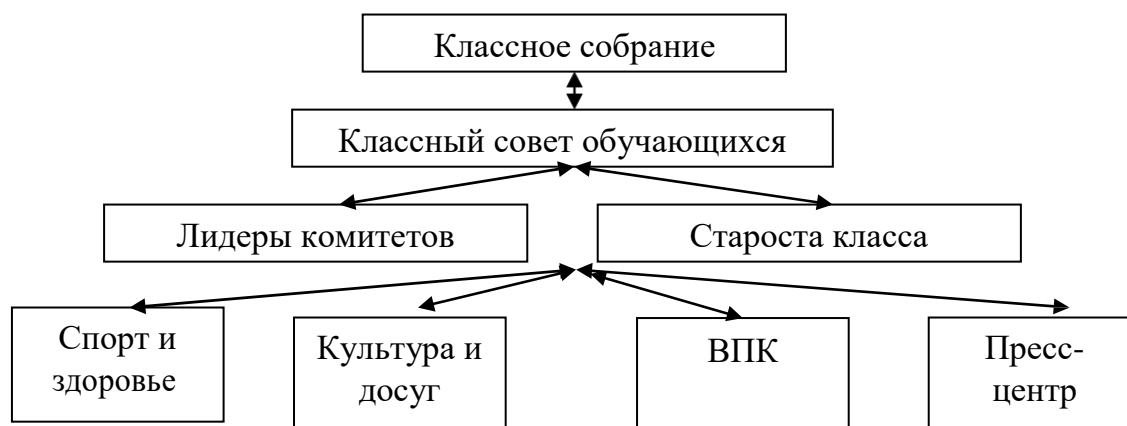 Классное собрание
Классный совет обучающихся
Лидеры комитетов
Староста класса
Спорт и
здоровье
Культура и
досуг
ВПК
Пресс-
центр